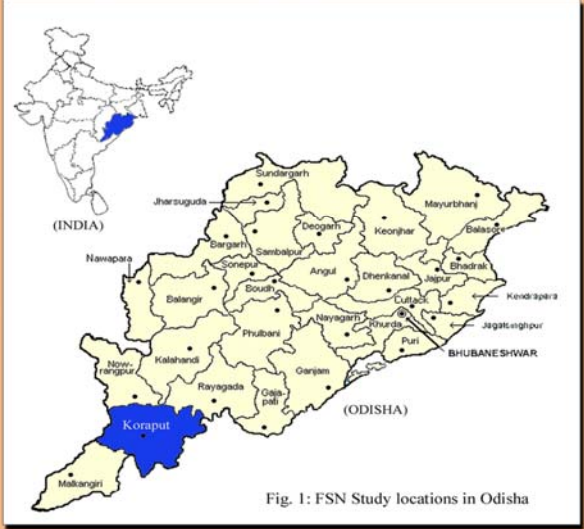 (INDIA)
Sundargarh
Jharsuguda
Mayurbhanj
Deogarh
Keonjhar
Balasore
Bargarh
Sambalpur
Nawapara
Sonepur
Angul
Dhenkanal
Jajpur
Bhadrak
Balangir
Boudh
Cuttack
Kendrapara
Nayagarh
Khurda
Jagatsinghpur
Phulbani
Puri
BHUBANESHWAR
Now-
rangpur
Kalahandi
Rayagada
Gaja-
pati
Ganjam
(ODISHA)
Koraput
Malkangiri
Fig. 1: FSN Study locations in Odisha